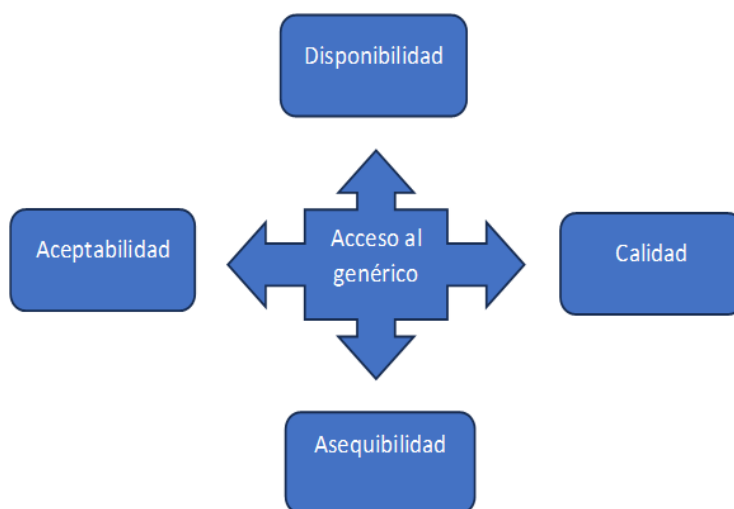 Disponibilidad
Aceptabilidad
Acceso al
genérico
Calidad
Asequibilidad